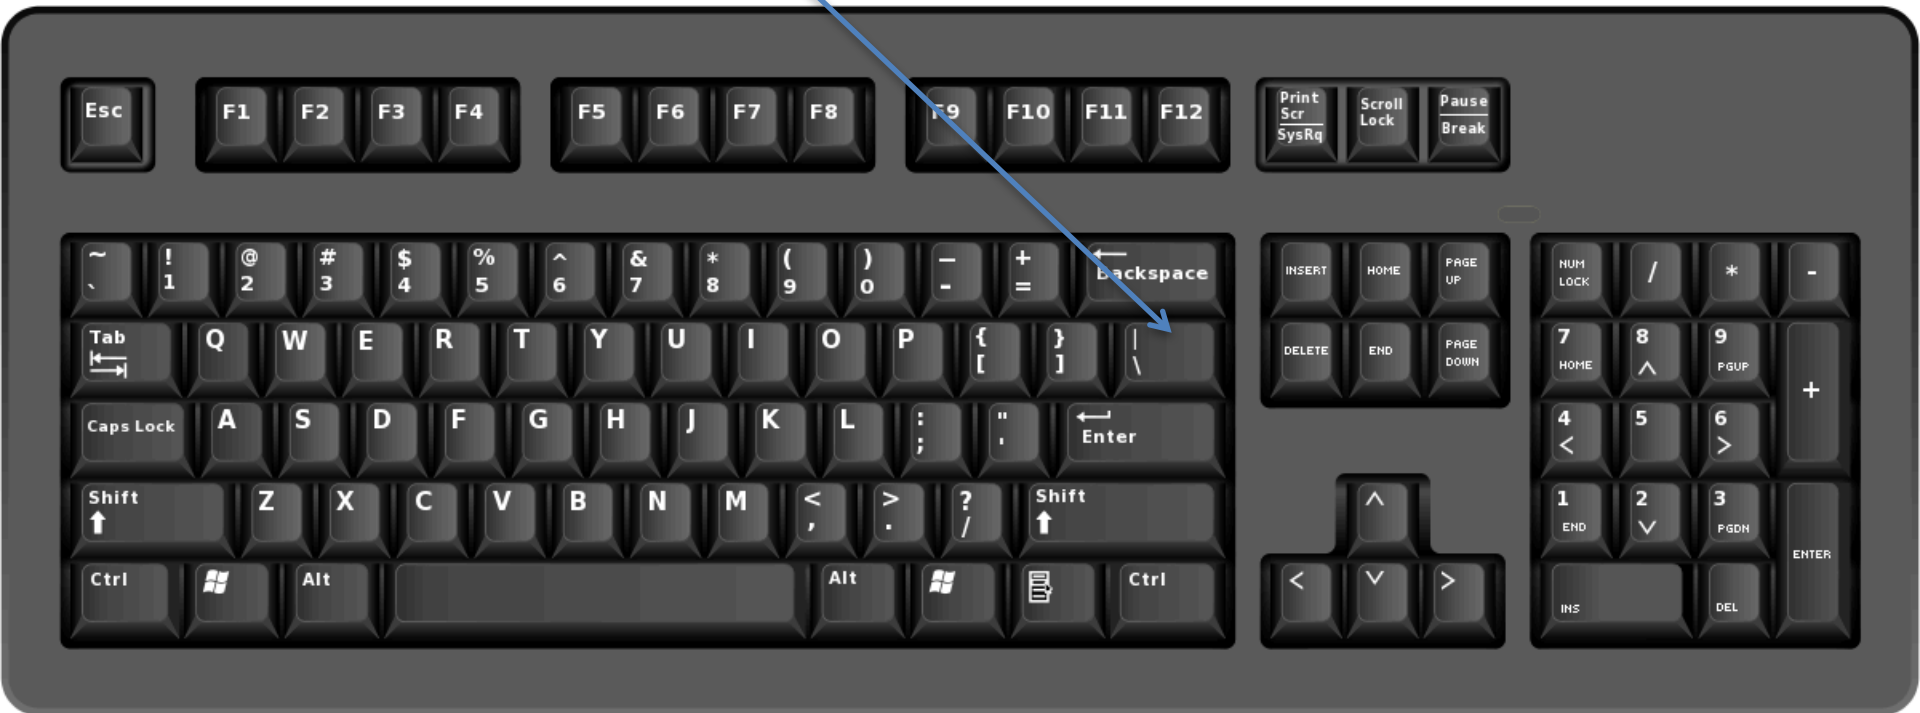 Esc F1 F2 F3 F4 F5 F6 F7 F8 F9 F10 F11 F12 Print Scr SysRq Scroll Lock Pause Break
~ ` ! 1 @ 2 # 3 $ 4 % 5 ^ 6 & 7 * 8 ( 9 ) 0 _ - + = ← Backspace INSERT HOME PAGE UP NUM LOCK / * -
Tab Q W E R T Y U I O P { [ } ] | \ DELETE END PAGE DOWN 7 HOME 8 ^ 9 PGUP +
Caps Lock A S D F G H J K L : ; " ' Enter 4 < 5 6 >
Shift Z X C V B N M < , > . ? / Shift ^ 1 END 2 v 3 PGDN ENTER
Ctrl Alt Alt Ctrl < v > INS DEL